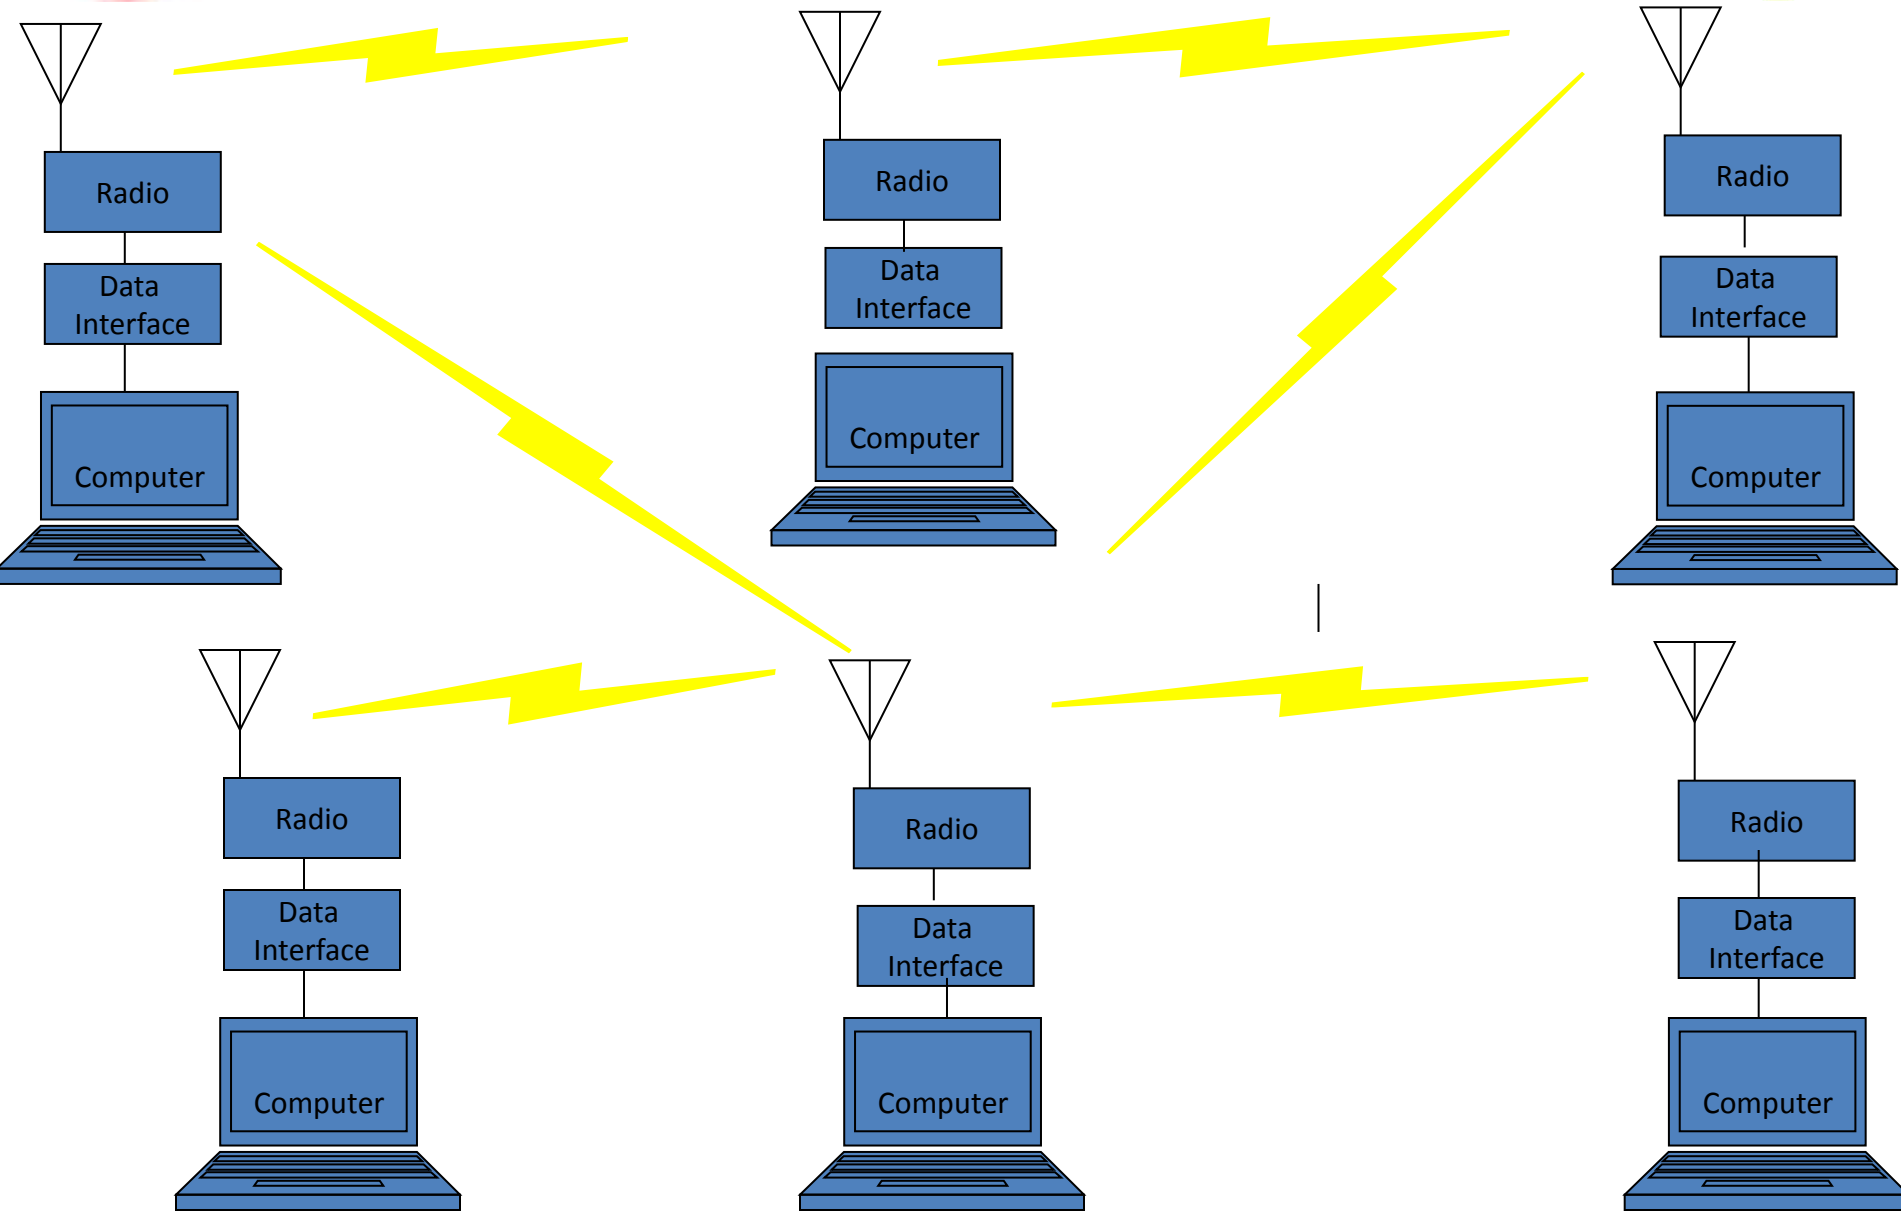 Radio
Data
Interface
Computer
Radio
Data
Interface
Computer
Radio
Data
Interface
Computer
Radio
Data
Interface
Computer
Radio
Data
Interface
Computer
Radio
Data
Interface
Computer